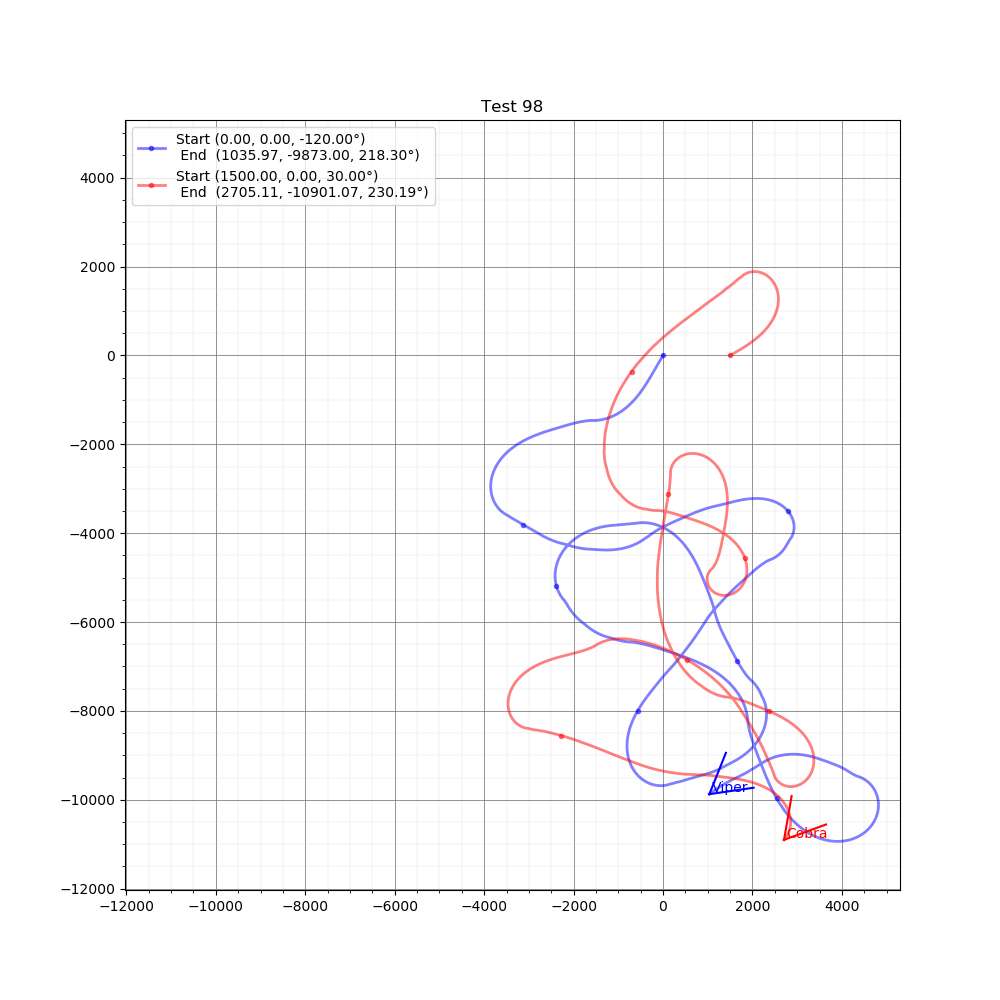 Test 98
Start (0.00, 0.00, -120.00°)
End (1035.97, -9873.00, 218.30°)
Start (1500.00, 0.00, 30.00°)
End (2705.11, -10901.07, 230.19°)
4000
2000
0
−2000
−4000
−6000
−8000
−10000
−12000
Viper
Cobra
−12000 −10000 −8000 −6000 −4000 −2000 0 2000 4000